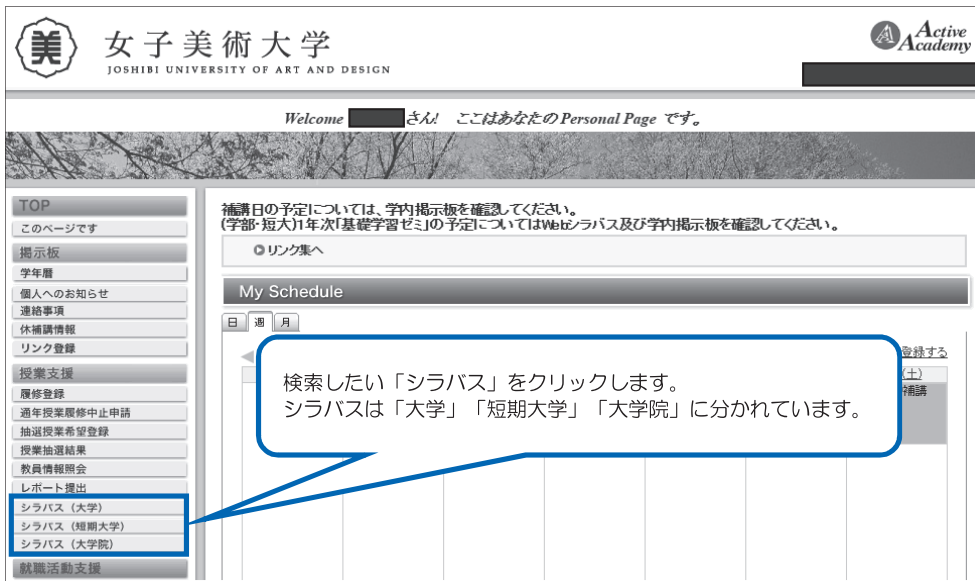 美
女子美術大学
JOSHIBI UNIVERSITY OF ART AND DESIGN
Active
Academy
Welcome さん! ここはあなたの Personal Page です。
TOP
このページです
掲示板
学年暦
個人へのお知らせ
連絡事項
休補講情報
リンク登録
授業支援
履修登録
通年授業履修中止申請
抽選授業希望登録
授業抽選結果
教員情報照会
レポート提出
シラバス（大学）
シラバス（短期大学）
シラバス（大学院）
就職活動支援
補講日の予定については、学内掲示板を確認してください。
(学部・短大)1年次「基礎学習ゼミ」の予定についてはWebシラバス及び学内掲示板を確認してください。
リンク集へ
My Schedule
日 週 月
登録する
(土)
補講
検索したい「シラバス」をクリックします。
シラバスは「大学」「短期大学」「大学院」に分かれています。